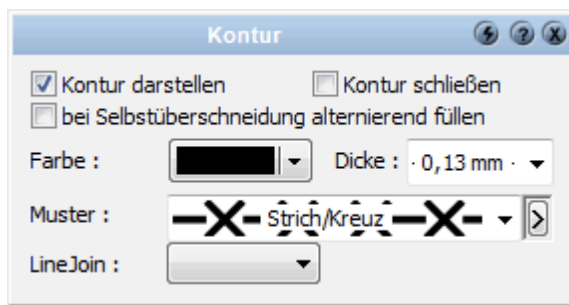 Kontur
Kontur darstellen Kontur schließen
bei Selbstüberschneidung alternierend füllen
Farbe : Dicke : · 0,13 mm ·
Muster : Strich/Kreuz
LineJoin :